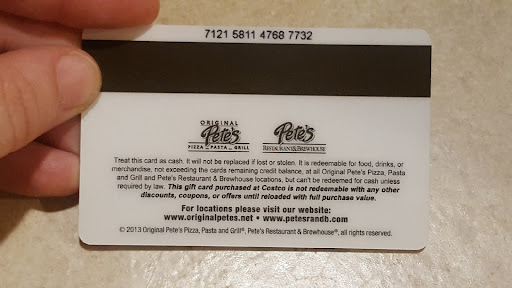 7121 5811 4768 7732
ORIGINAL
Pete's
PIZZA PASTA GRILL
Pete's
RESTAURANT & BREWHOUSE
Treat this card as cash. It will not be replaced if lost or stolen. It is redeemable for food, drinks, or
merchandise, not exceeding the cards remaining credit balance, at all Original Pete's Pizza, Pasta
and Grill and Pete's Restaurant & Brewhouse locations, but can't be redeemed for cash unless
required by law. This gift card purchased at Costco is not redeemable with any other
discounts, coupons, or offers until reloaded with full purchase value.
For locations please visit our website:
www.originalpetes.net • www.petesrandb.com
© 2013 Original Pete's Pizza, Pasta and Grill®, Pete's Restaurant & Brewhouse®, all rights reserved.